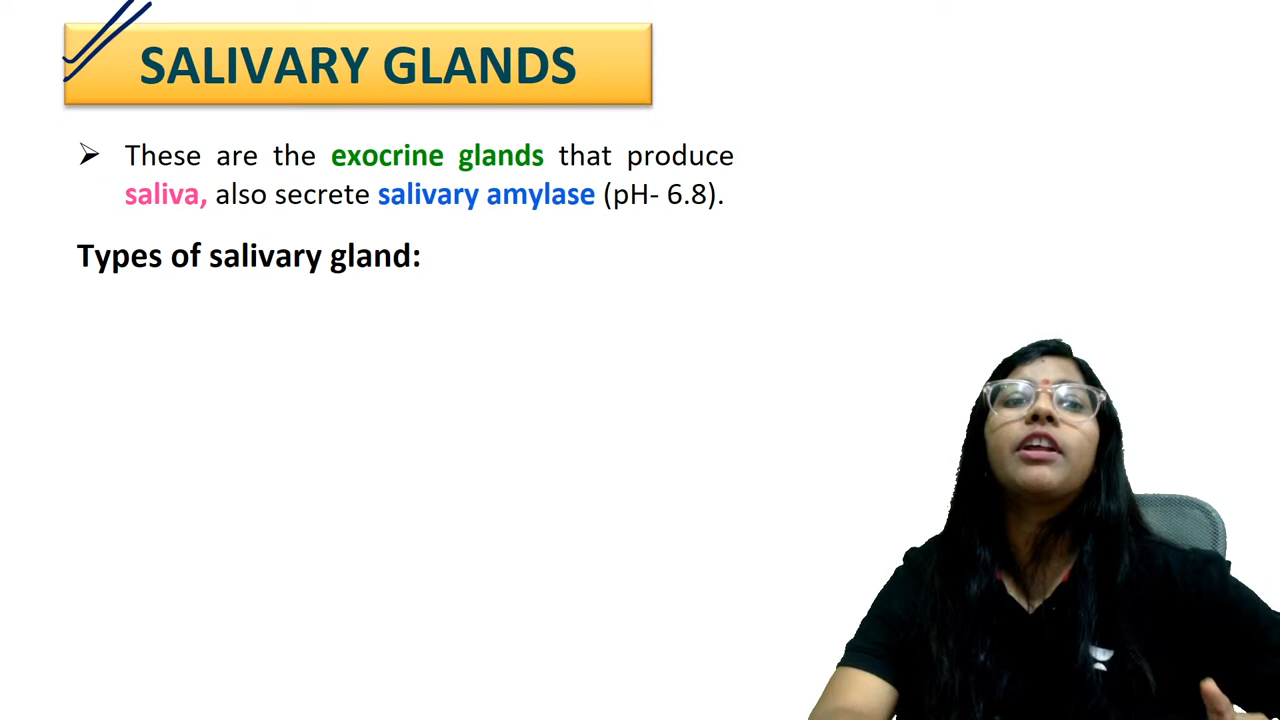 SALIVARY GLANDS
➢ These are the exocrine glands that produce
saliva, also secrete salivary amylase (pH- 6.8).
Types of salivary gland: